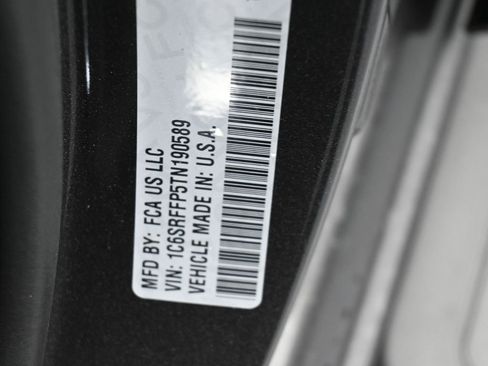 MFD BY: FCA US LLC
VIN: 1C6SRFFP5TN190589
VEHICLE MADE IN: U.S.A.